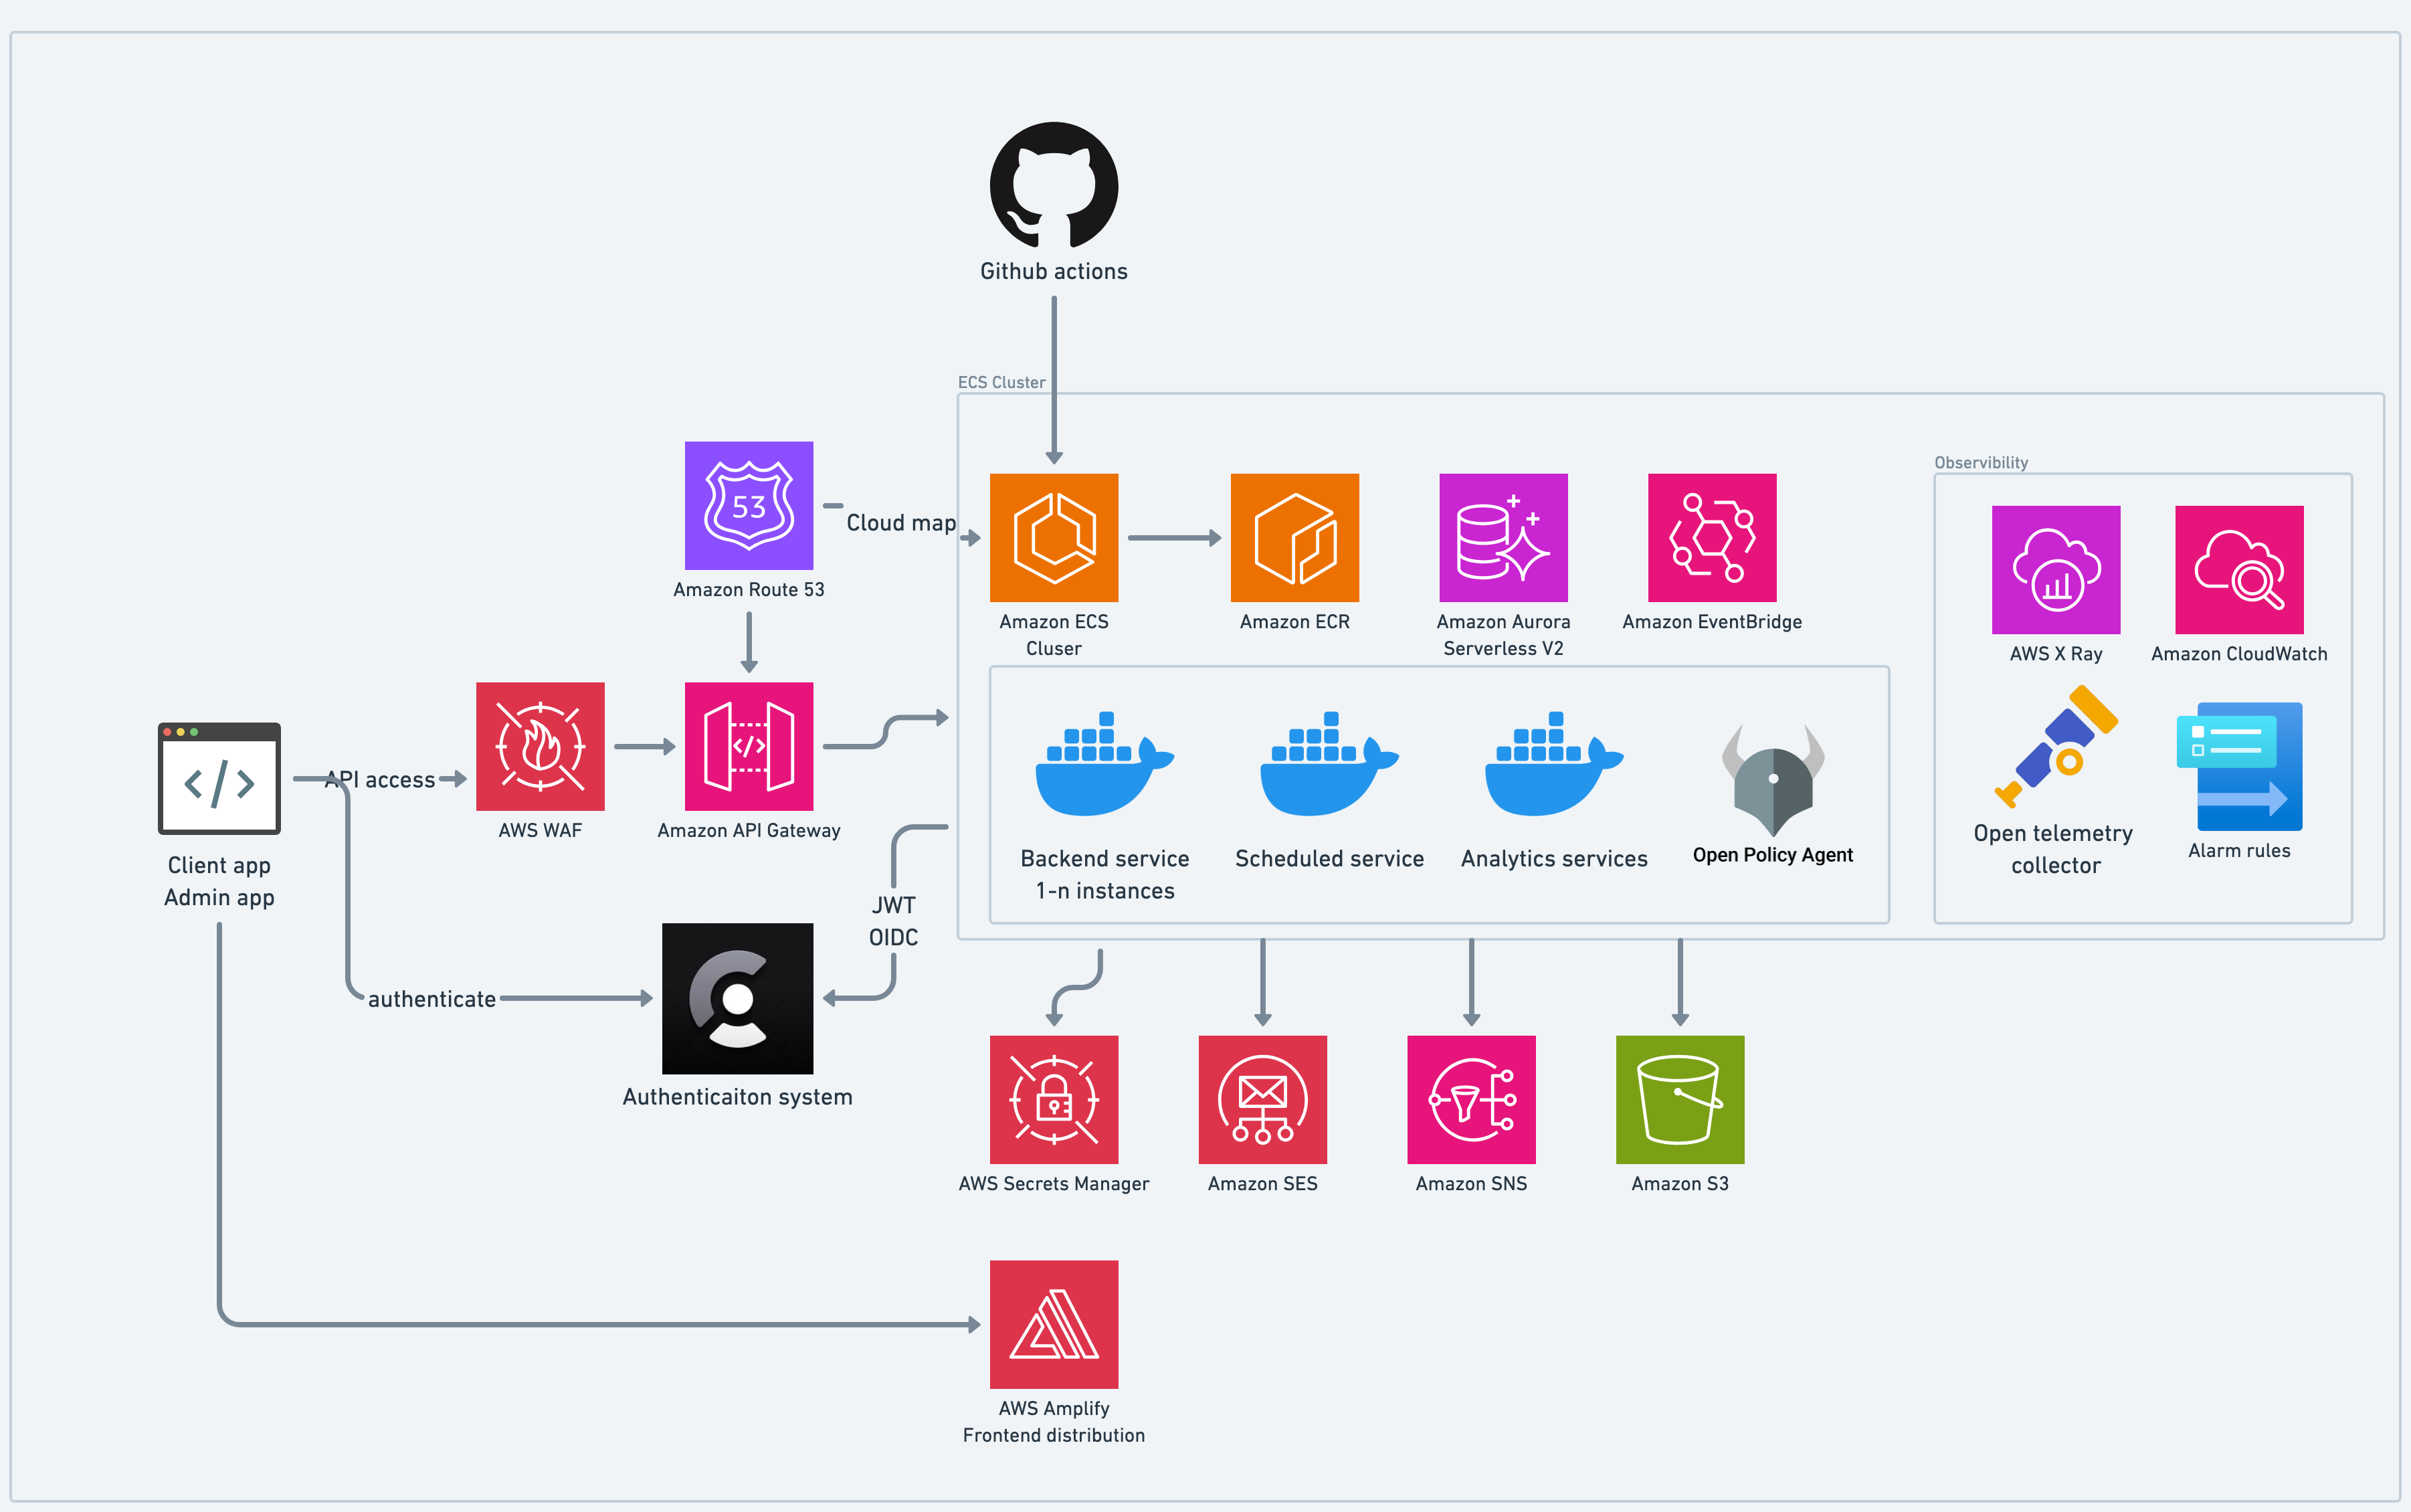 Github actions
ECS Cluster
53
Amazon Route 53
Cloud map
Amazon ECS
Cluser
Amazon ECR
Amazon Aurora
Serverless V2
Amazon EventBridge
Observibility
AWS X Ray
Amazon CloudWatch
Open telemetry
collector
Alarm rules
Client app
Admin app
API access
AWS WAF
Amazon API Gateway
Backend service
1-n instances
Scheduled service
Analytics services
Open Policy Agent
JWT
OIDC
authenticate
Authenticaiton system
AWS Secrets Manager
Amazon SES
Amazon SNS
Amazon S3
AWS Amplify
Frontend distribution